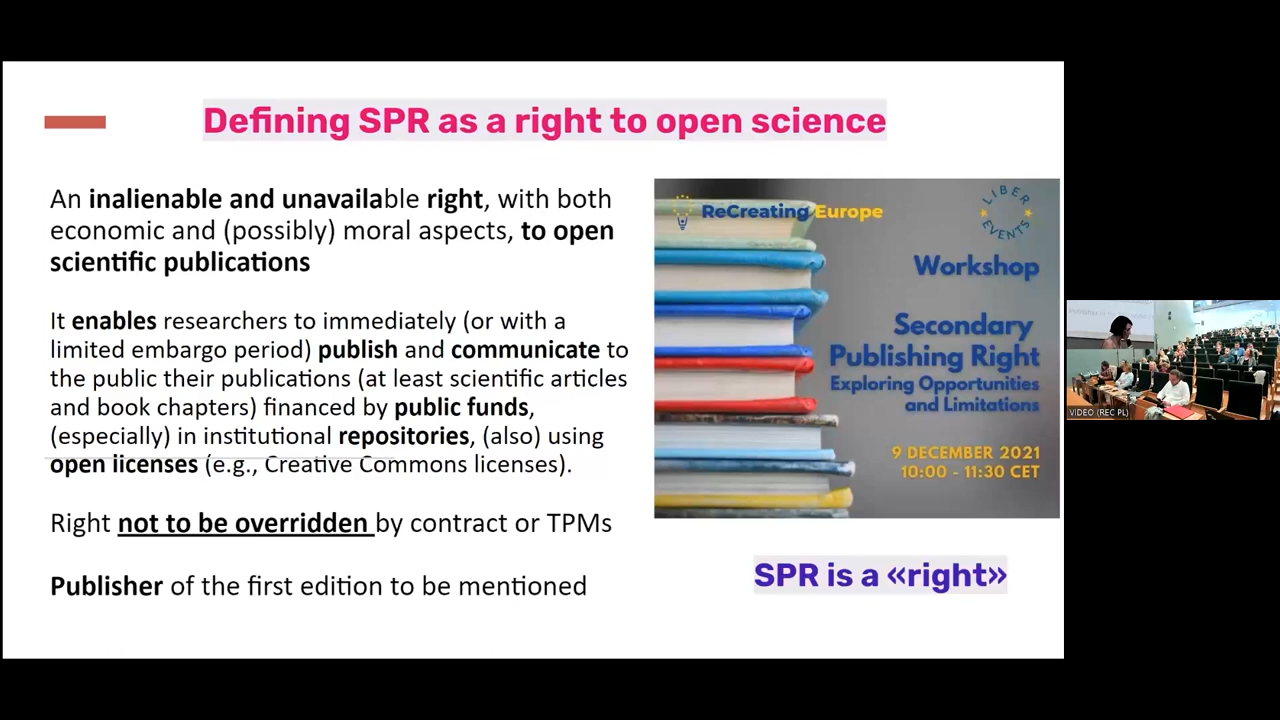 Defining SPR as a right to open science
An inalienable and unavailable right, with both
economic and (possibly) moral aspects, to open
scientific publications
It enables researchers to immediately (or with a
limited embargo period) publish and communicate to
the public their publications (at least scientific articles
and book chapters) financed by public funds,
(especially) in institutional repositories, (also) using
open licenses (e.g., Creative Commons licenses).
Right not to be overridden by contract or TPMs
Publisher of the first edition to be mentioned
ReCreating Europe
LIBER
EVENTS
Workshop
Secondary
Publishing Right
Exploring Opportunities
and Limitations
9 DECEMBER 2021
10:00 - 11:30 CET
SPR is a «right»
VIDEO (REC PL)